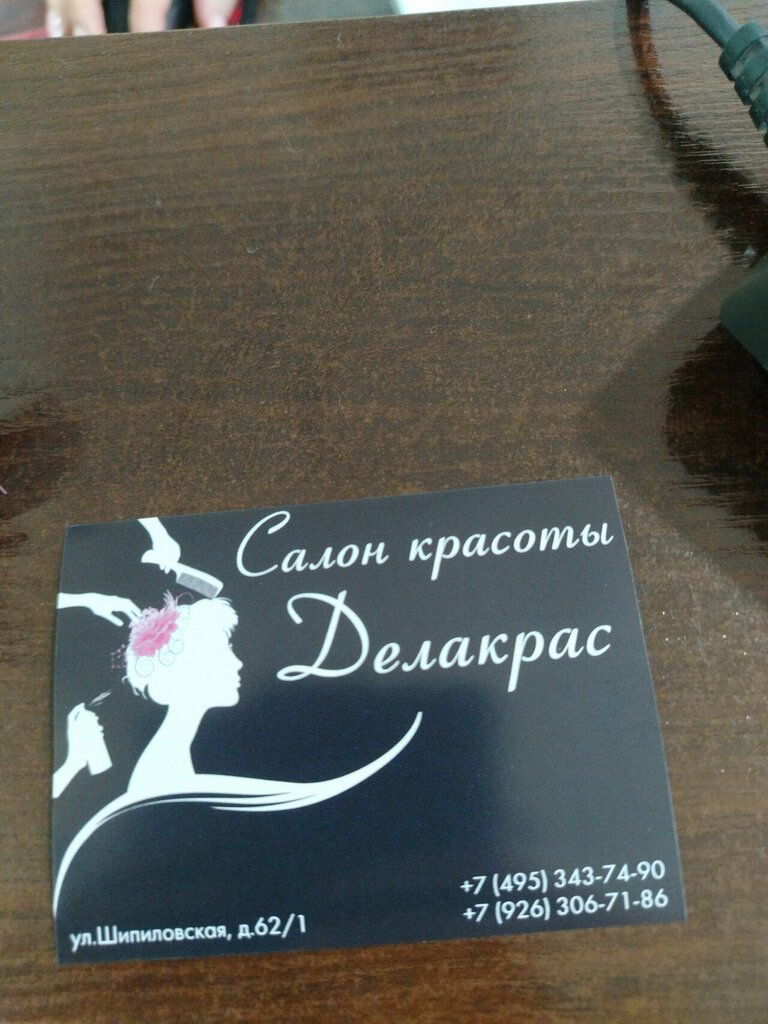 Салон красоты
Делакрас
+7 (495) 343-74-90
+7 (926) 306-71-86
ул.Шипиловская, д.62/1